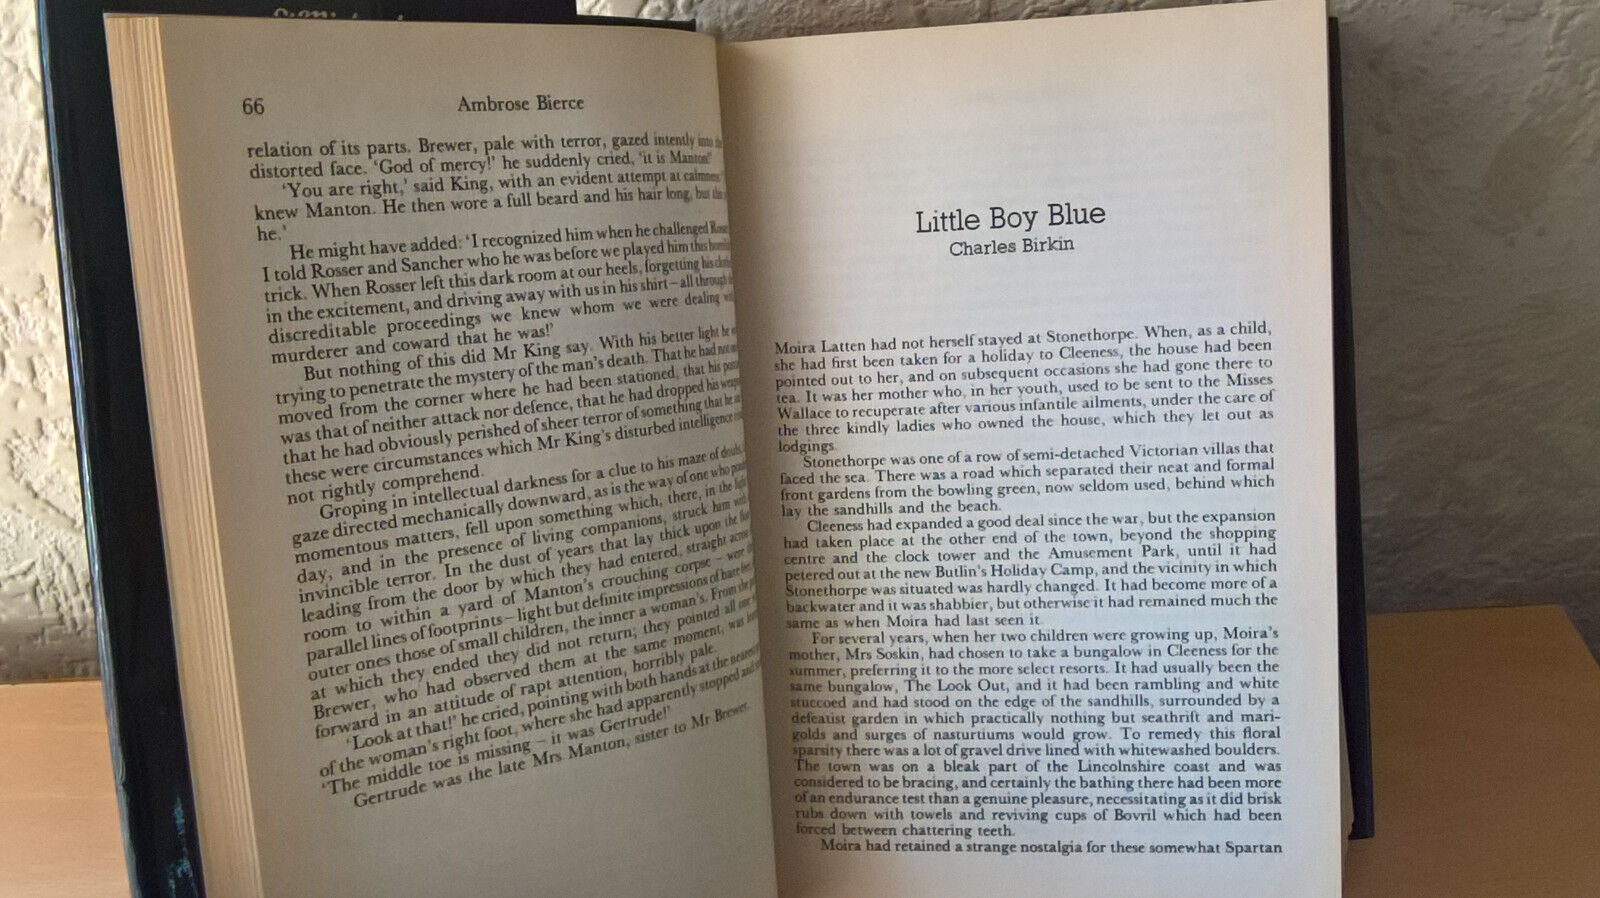 66
Ambrose Bierce
relation of its parts. Brewer, pale with terror, gazed intently into the
distorted face. ‘God of mercy!’ he suddenly cried, ‘it is Manton!’
‘You are right,’ said King, with an evident attempt at calmness.
knew Manton. He then wore a full beard and his hair long, but this
he.’
He might have added: ‘I recognized him when he challenged Rosser.
I told Rosser and Sancher who he was before we played him this horrible
trick. When Rosser left this dark room at our heels, forgetting his clothes
in the excitement, and driving away with us in his shirt – all through
discreditable proceedings we knew whom we were dealing
murderer and coward that he was!’
But nothing of this did Mr King say. With his better light he
trying to penetrate the mystery of the man’s death. That he had not
moved from the corner where he had been stationed, that his
was that of neither attack nor defence, that he had dropped his
that he had obviously perished of sheer terror of something that he
these were circumstances which Mr King’s disturbed intelligence
not rightly comprehend.
Groping in intellectual darkness for a clue to his maze of
gaze directed mechanically downward, as is the way of one who
momentous matters, fell upon something which, there, in the
day, and in the presence of living companions, struck him
invincible terror. In the dust of years that lay thick upon the
leading from the door by which they had entered, straight
room to within a yard of Manton’s crouching corpse – were
parallel lines of footprints – light but definite impressions of bare
outer ones those of small children, the inner a woman’s. From the
at which they ended they did not return; they pointed all
Brewer, who had observed them at the same moment, was
forward in an attitude of rapt attention, horribly pale.
‘Look at that!’ he cried, pointing with both hands at the nearest
of the woman’s right foot, where she had apparently stopped and
‘The middle toe is missing – it was Gertrude!’
Gertrude was the late Mrs Manton, sister to Mr Brewer.
Little Boy Blue
Charles Birkin
Moira Latten had not herself stayed at Stonethorpe. When, as a child,
she had first been taken for a holiday to Cleeness, the house had been
pointed out to her, and on subsequent occasions she had gone there to
tea. It was her mother who, in her youth, used to be sent to the Misses
Wallace to recuperate after various infantile ailments, under the care of
the three kindly ladies who owned the house, which they let out as
lodgings.
Stonethorpe was one of a row of semi-detached Victorian villas that
faced the sea. There was a road which separated their neat and formal
front gardens from the bowling green, now seldom used, behind which
lay the sandhills and the beach.
Cleeness had expanded a good deal since the war, but the expansion
had taken place at the other end of the town, beyond the shopping
centre and the clock tower and the Amusement Park, until it had
petered out at the new Butlin’s Holiday Camp, and the vicinity in which
Stonethorpe was situated was hardly changed. It had become more of a
backwater and it was shabbier, but otherwise it had remained much the
same as when Moira had last seen it.
For several years, when her two children were growing up, Moira’s
mother, Mrs Soskin, had chosen to take a bungalow in Cleeness for the
summer, preferring it to the more select resorts. It had usually been the
same bungalow, The Look Out, and it had been rambling and white
stuccoed and had stood on the edge of the sandhills, surrounded by a
defeatist garden in which practically nothing but seathrift and mari-
golds and surges of nasturtiums would grow. To remedy this floral
sparsity there was a lot of gravel drive lined with whitewashed boulders.
The town was on a bleak part of the Lincolnshire coast and was
considered to be bracing, and certainly the bathing there had been more
of an endurance test than a genuine pleasure, necessitating as it did brisk
rubs down with towels and reviving cups of Bovril which had been
forced between chattering teeth.
Moira had retained a strange nostalgia for these somewhat Spartan